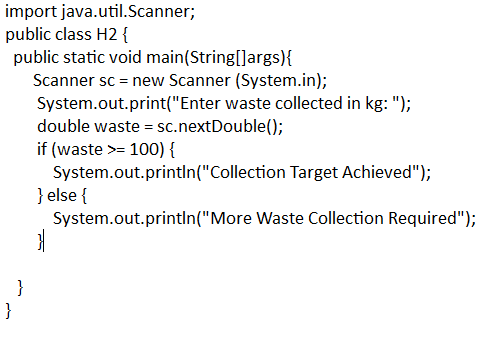 import java.util.Scanner;
public class H2 {
public static void main(String[]args){
Scanner sc = new Scanner (System.in);
System.out.print("Enter waste collected in kg: ");
double waste = sc.nextDouble();
if (waste >= 100) {
System.out.println("Collection Target Achieved");
} else {
System.out.println("More Waste Collection Required");
}
}
}